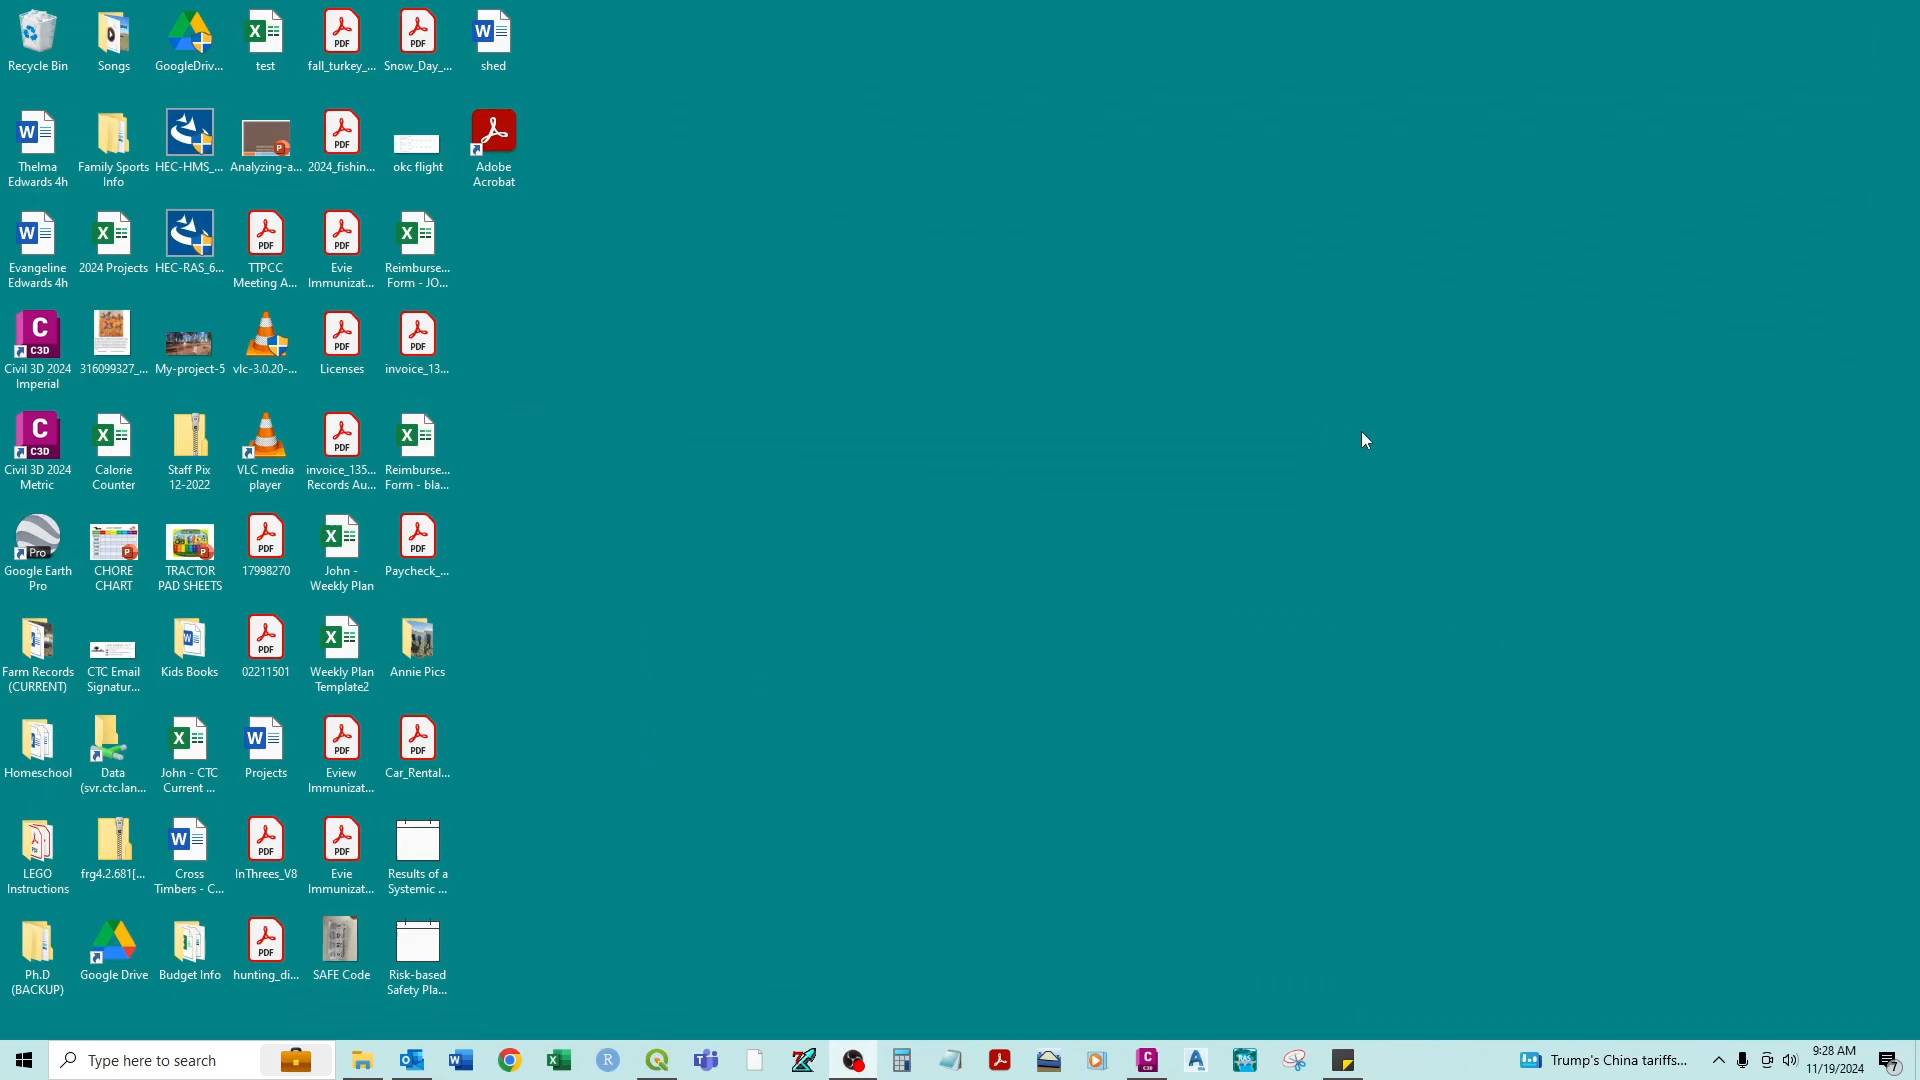 Recycle Bin
Songs
GoogleDriv...
test
fall_turkey_...
Snow_Day_...
shed
Thelma
Edwards 4h
Family Sports
Info
HEC-HMS_...
Analyzing-a...
2024_fishin...
okc flight
Adobe
Acrobat
Evangeline
Edwards 4h
2024 Projects
HEC-RAS_6...
TTPCC
Meeting A...
Evie
Immunizat...
Reimburse...
Form - JO...
Civil 3D 2024
Imperial
316099327_...
My-project-5
vlc-3.0.20-...
Licenses
invoice_13...
Civil 3D 2024
Metric
Calorie
Counter
Staff Pix
12-2022
VLC media
player
invoice_135...
Records Au...
Reimburse...
Form - bla...
Google Earth
Pro
CHORE
CHART
TRACTOR
PAD SHEETS
17998270
John -
Weekly Plan
Paycheck_...
Farm Records
(CURRENT)
CTC Email
Signatur...
Kids Books
02211501
Weekly Plan
Template2
Annie Pics
Homeschool
Data
(svr.ctc.lan...
John - CTC
Current ...
Projects
Eview
Immunizat...
Car_Rental...
LEGO
Instructions
frg4.2.681[...
Cross
Timbers - C...
InThrees_V8
Evie
Immunizat...
Results of a
Systemic ...
Ph.D
(BACKUP)
Google Drive
Budget Info
hunting_di...
SAFE Code
Risk-based
Safety Pla...
Type here to search
Trump's China tariffs...
9:28 AM
11/19/2024
7